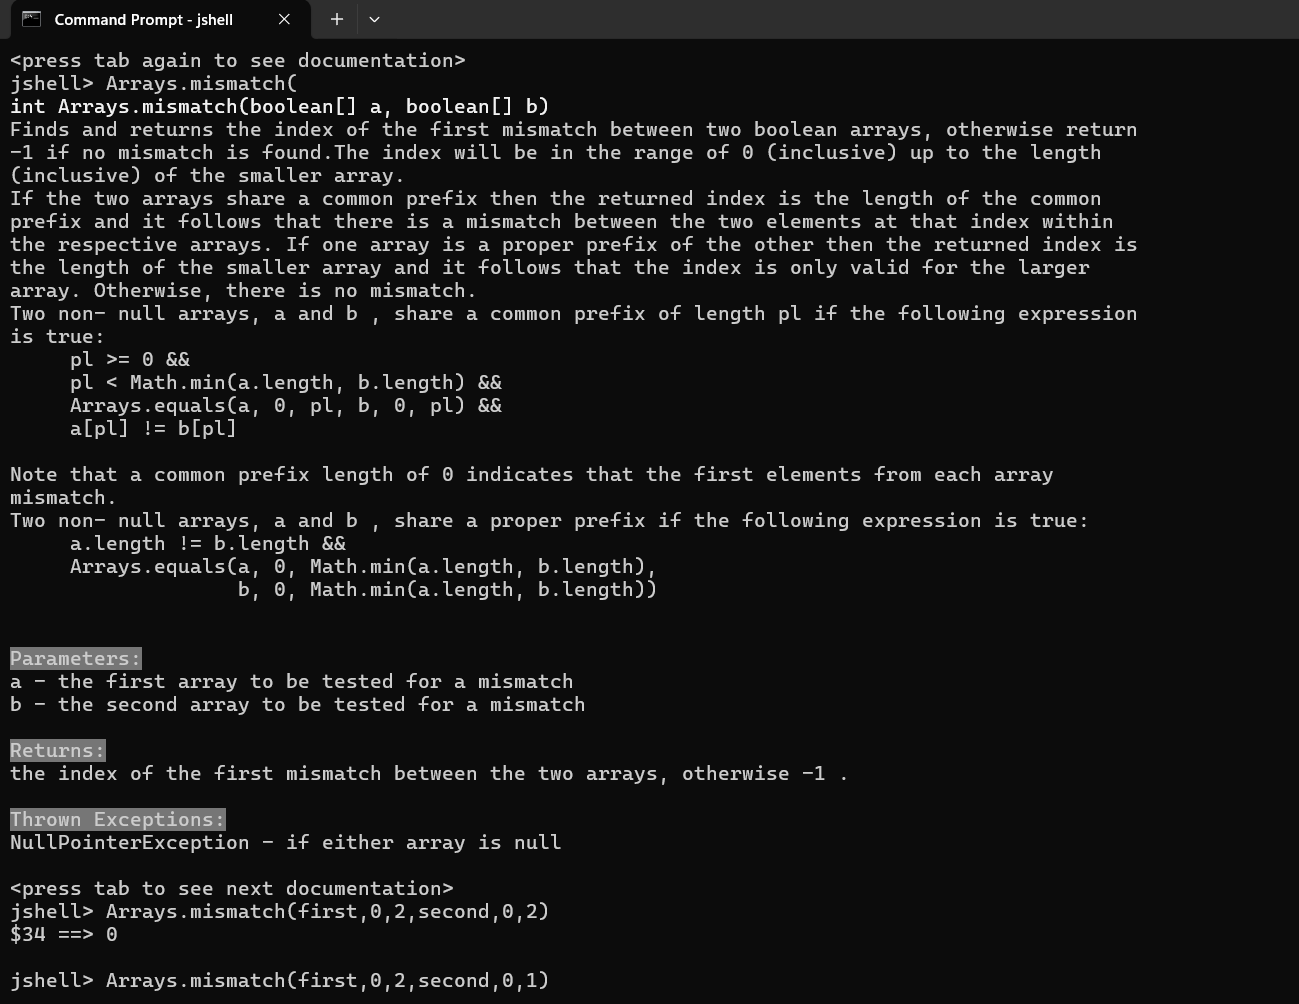 Command Prompt - jshell
<press tab again to see documentation>
jshell> Arrays.mismatch(
int Arrays.mismatch(boolean[] a, boolean[] b)
Finds and returns the index of the first mismatch between two boolean arrays, otherwise return
-1 if no mismatch is found.The index will be in the range of 0 (inclusive) up to the length
(inclusive) of the smaller array.
If the two arrays share a common prefix then the returned index is the length of the common
prefix and it follows that there is a mismatch between the two elements at that index within
the respective arrays. If one array is a proper prefix of the other then the returned index is
the length of the smaller array and it follows that the index is only valid for the larger
array. Otherwise, there is no mismatch.
Two non- null arrays, a and b , share a common prefix of length pl if the following expression
is true:
     pl >= 0 &&
     pl < Math.min(a.length, b.length) &&
     Arrays.equals(a, 0, pl, b, 0, pl) &&
     a[pl] != b[pl]
Note that a common prefix length of 0 indicates that the first elements from each array
mismatch.
Two non- null arrays, a and b , share a proper prefix if the following expression is true:
     a.length != b.length &&
     Arrays.equals(a, 0, Math.min(a.length, b.length),
                   b, 0, Math.min(a.length, b.length))
Parameters:
a - the first array to be tested for a mismatch
b - the second array to be tested for a mismatch
Returns:
the index of the first mismatch between the two arrays, otherwise -1 .
Thrown Exceptions:
NullPointerException - if either array is null
<press tab to see next documentation>
jshell> Arrays.mismatch(first,0,2,second,0,2)
$34 ==> 0
jshell> Arrays.mismatch(first,0,2,second,0,1)